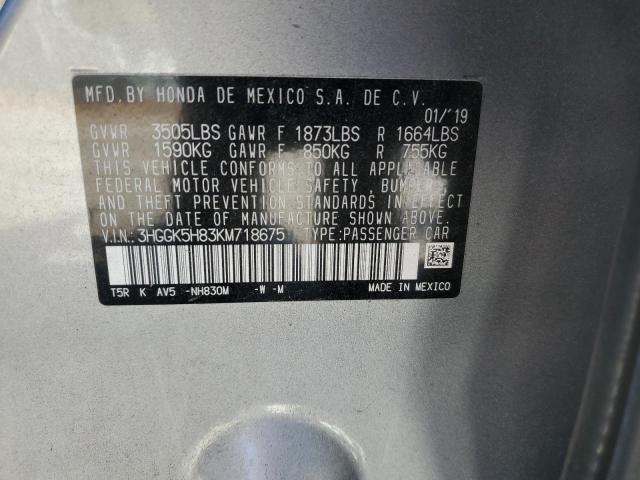 MFD. BY HONDA DE MEXICO S.A. DE C.V.
01/'19
GVWR 3505LBS GAWR F 1873LBS R 1664LBS
GVWR 1590KG GAWR F 850KG R 755KG
THIS VEHICLE CONFORMS TO ALL APPLICABLE
FEDERAL MOTOR VEHICLE SAFETY, BUMPER,
AND THEFT PREVENTION STANDARDS IN EFFECT
ON THE DATE OF MANUFACTURE SHOWN ABOVE.
V.I.N.: 3HGGK5H83KM718675 TYPE:PASSENGER CAR
T5R K AV5 -NH830M -W -M MADE IN MEXICO